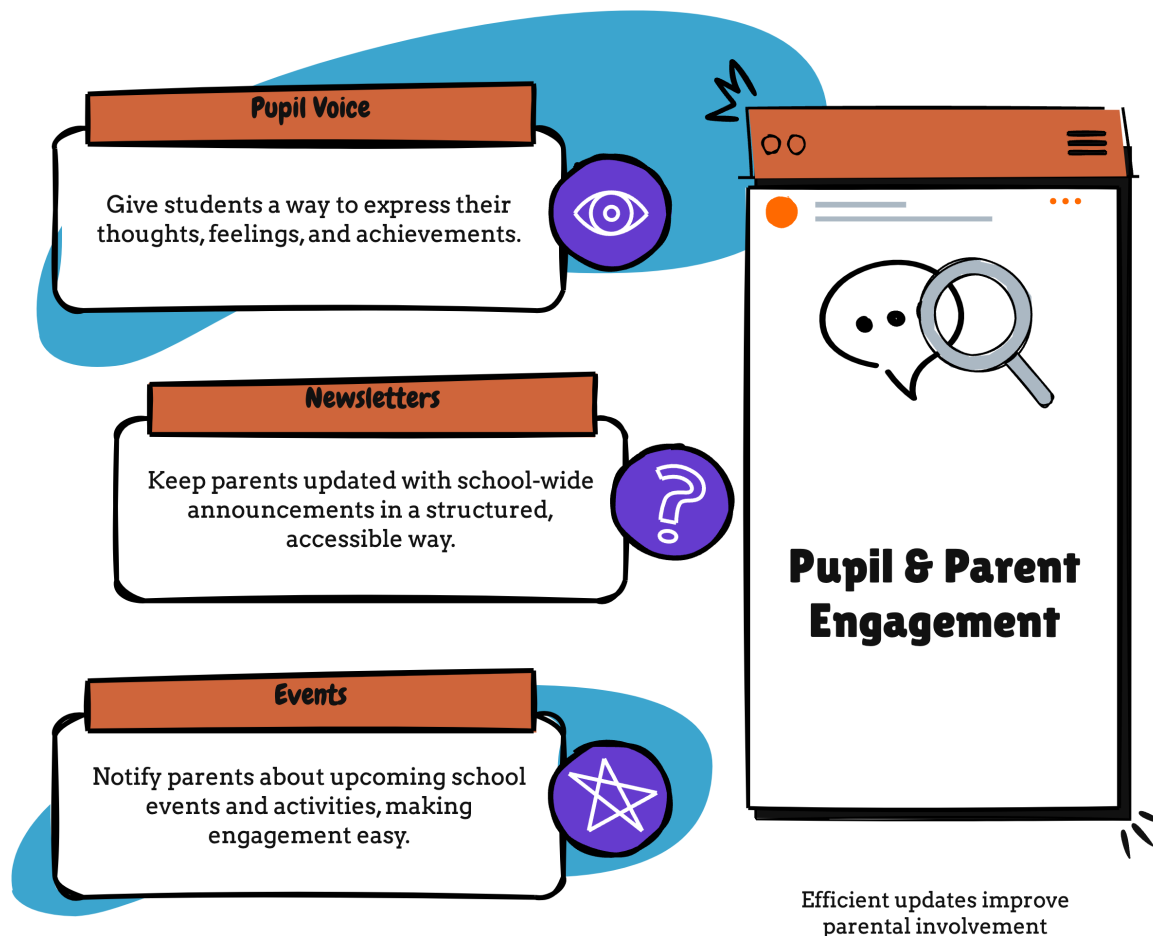 Pupil Voice
Give students a way to express their
thoughts, feelings, and achievements.
Newsletters
Keep parents updated with school-wide
announcements in a structured,
accessible way.
Events
Notify parents about upcoming school
events and activities, making
engagement easy.
Pupil & Parent
Engagement
Efficient updates improve
parental involvement